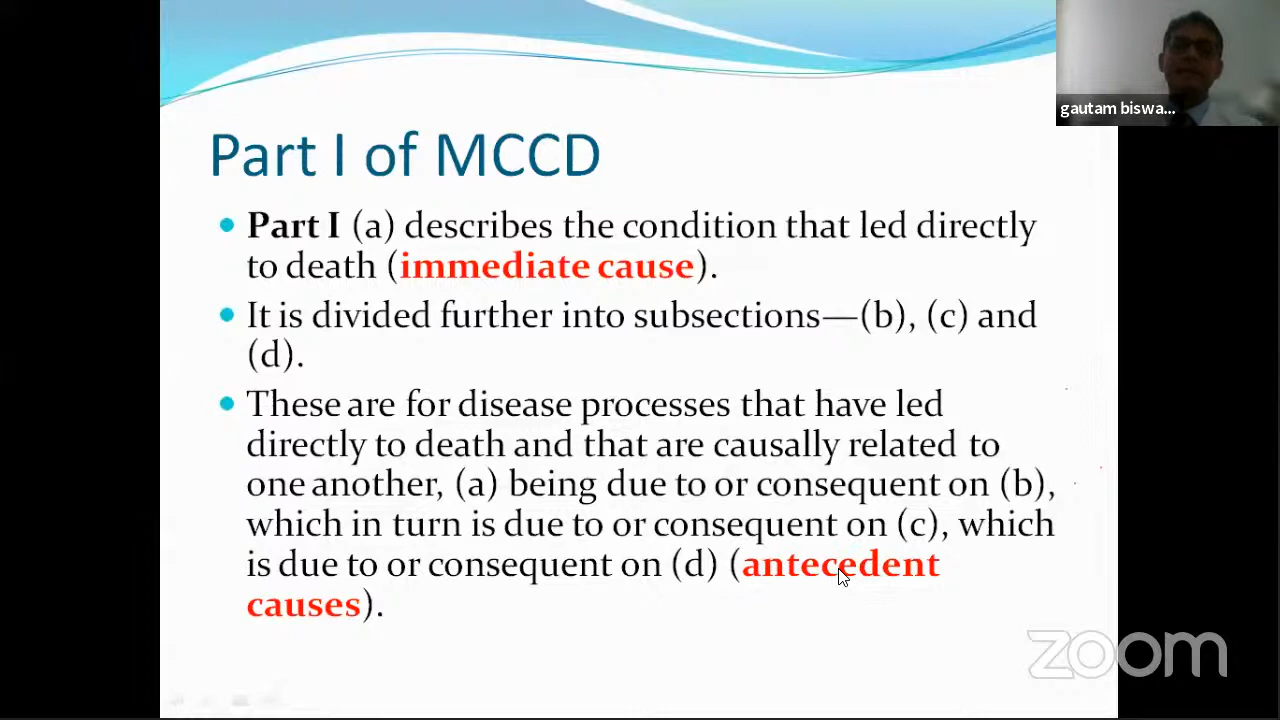 gautam biswa...
Part I of MCCD
• Part I (a) describes the condition that led directly
to death (immediate cause).
• It is divided further into subsections—(b), (c) and
(d).
• These are for disease processes that have led
directly to death and that are causally related to
one another, (a) being due to or consequent on (b),
which in turn is due to or consequent on (c), which
is due to or consequent on (d) (antecedent
causes).
zoom